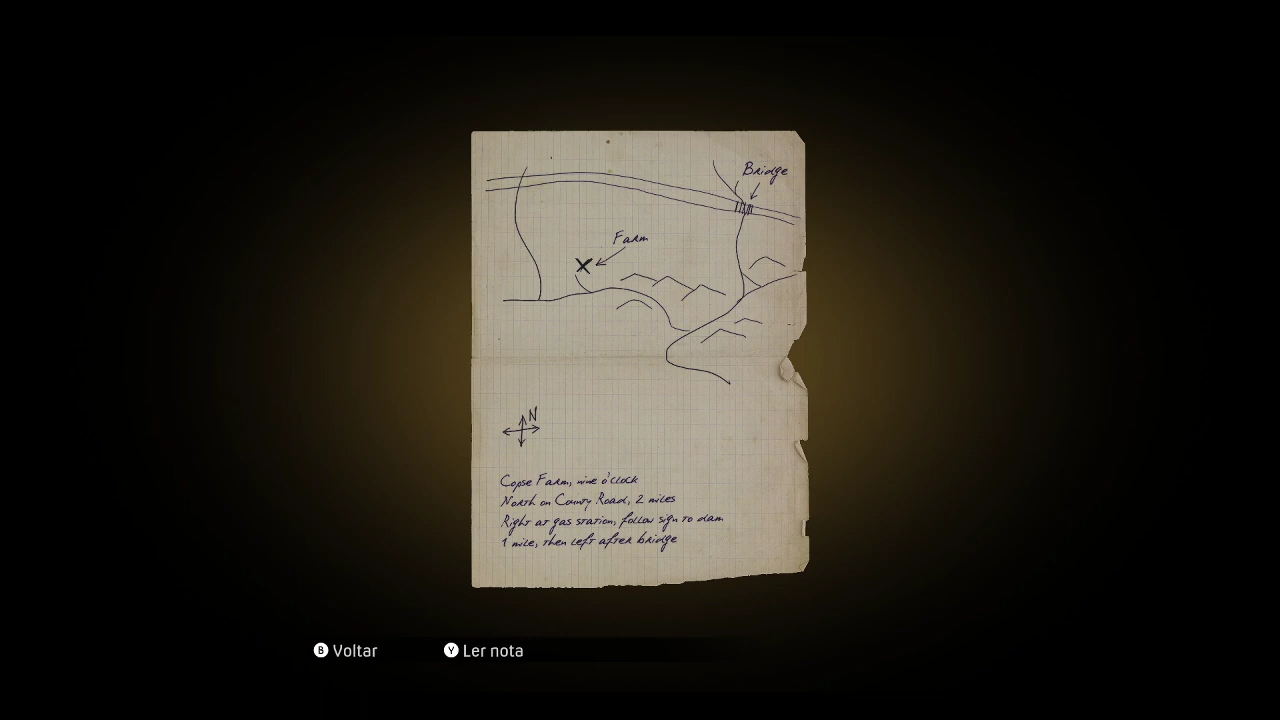 Bridge
Farm
N
Copse Farm, nine o'clock
North on County Road, 2 miles
Right at gas station, follow sign to dam
1 mile, then left after bridge
B Voltar
Y Ler nota